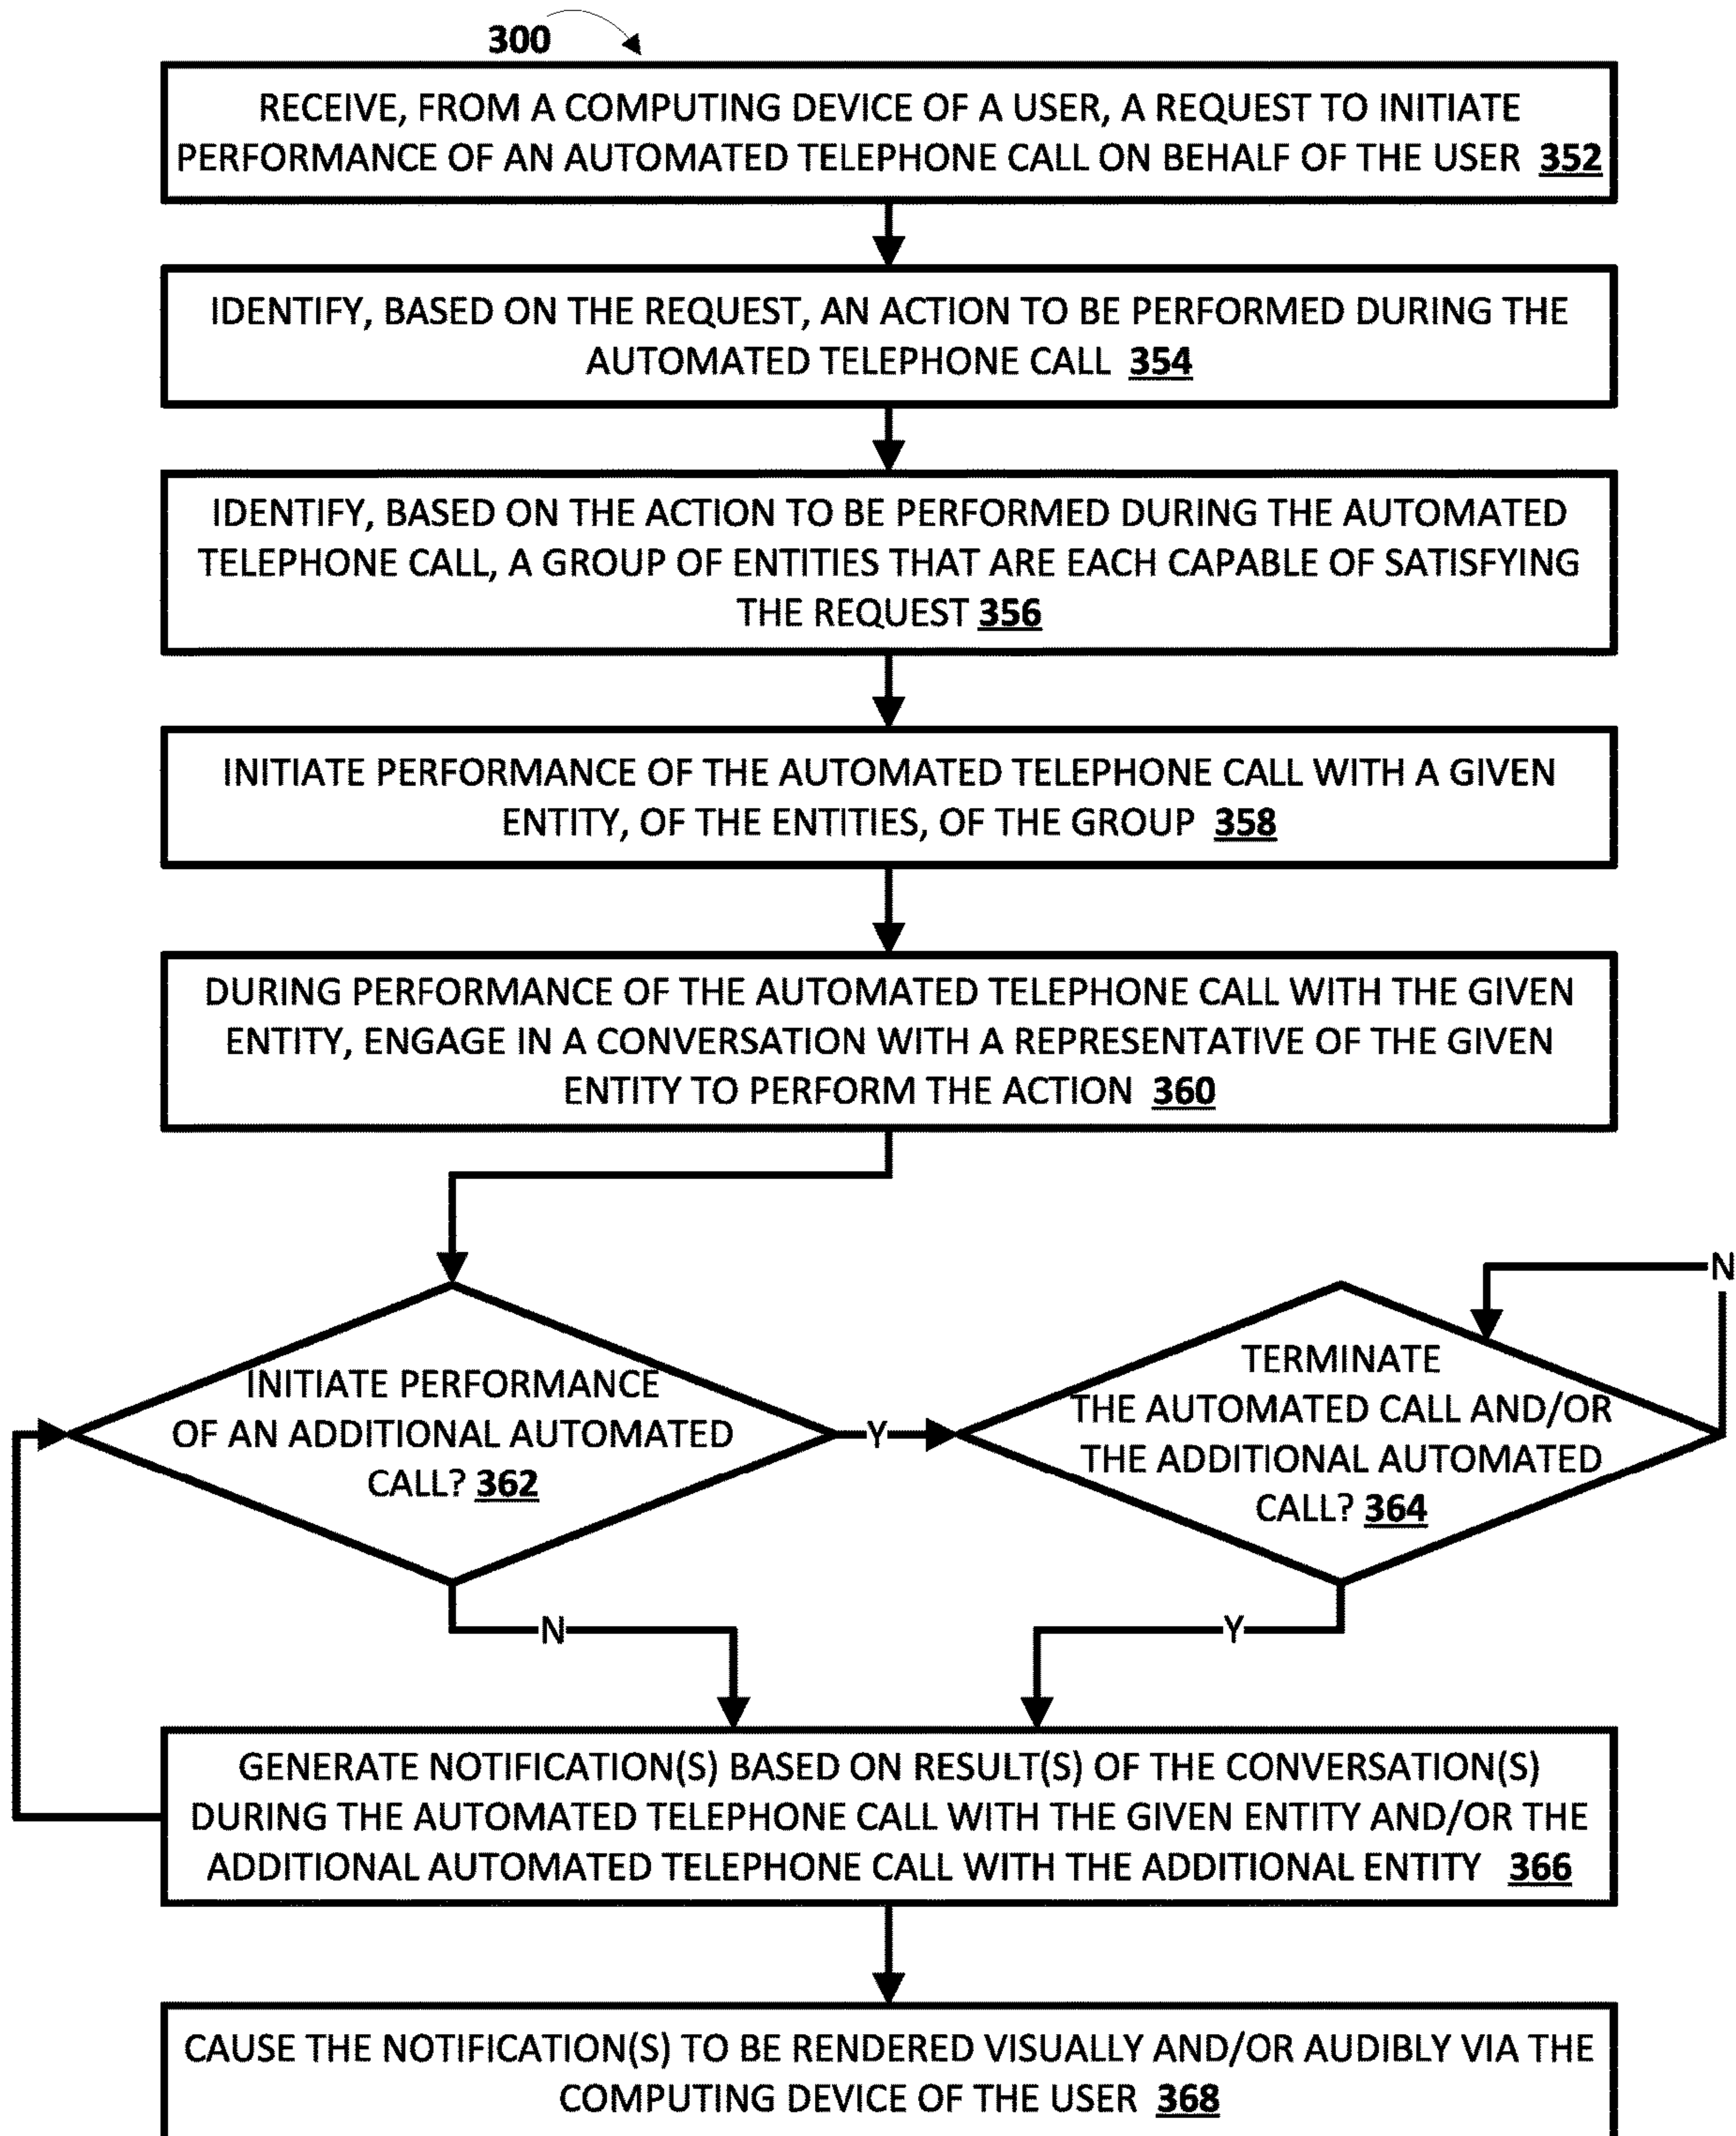 300
RECEIVE, FROM A COMPUTING DEVICE OF A USER, A REQUEST TO INITIATE
PERFORMANCE OF AN AUTOMATED TELEPHONE CALL ON BEHALF OF THE USER 352
IDENTIFY, BASED ON THE REQUEST, AN ACTION TO BE PERFORMED DURING THE
AUTOMATED TELEPHONE CALL 354
IDENTIFY, BASED ON THE ACTION TO BE PERFORMED DURING THE AUTOMATED
TELEPHONE CALL, A GROUP OF ENTITIES THAT ARE EACH CAPABLE OF SATISFYING
THE REQUEST 356
INITIATE PERFORMANCE OF THE AUTOMATED TELEPHONE CALL WITH A GIVEN
ENTITY, OF THE ENTITIES, OF THE GROUP 358
DURING PERFORMANCE OF THE AUTOMATED TELEPHONE CALL WITH THE GIVEN
ENTITY, ENGAGE IN A CONVERSATION WITH A REPRESENTATIVE OF THE GIVEN
ENTITY TO PERFORM THE ACTION 360
INITIATE PERFORMANCE
OF AN ADDITIONAL AUTOMATED
CALL? 362
Y
N
TERMINATE
THE AUTOMATED CALL AND/OR
THE ADDITIONAL AUTOMATED
CALL? 364
N
Y
GENERATE NOTIFICATION(S) BASED ON RESULT(S) OF THE CONVERSATION(S)
DURING THE AUTOMATED TELEPHONE CALL WITH THE GIVEN ENTITY AND/OR THE
ADDITIONAL AUTOMATED TELEPHONE CALL WITH THE ADDITIONAL ENTITY 366
CAUSE THE NOTIFICATION(S) TO BE RENDERED VISUALLY AND/OR AUDIBLY VIA THE
COMPUTING DEVICE OF THE USER 368